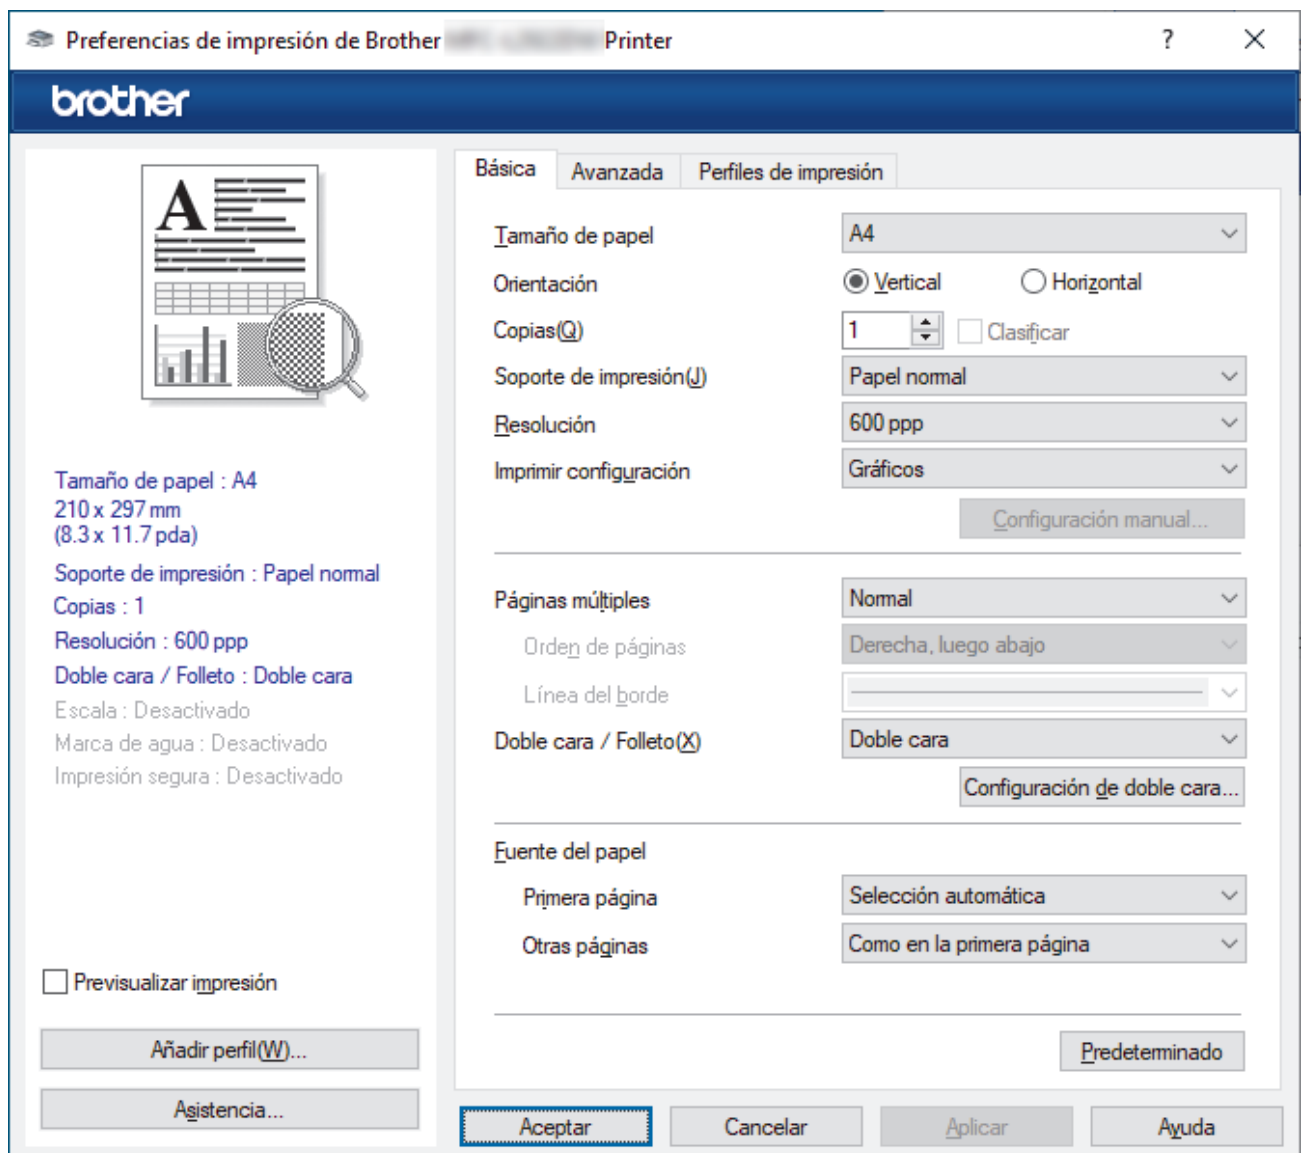 Preferencias de impresión de Brother Printer
?
brother
A
Tamaño de papel : A4
210 x 297 mm
(8.3 x 11.7 pda)
Soporte de impresión : Papel normal
Copias : 1
Resolución : 600 ppp
Doble cara / Folleto : Doble cara
Escala : Desactivado
Marca de agua : Desactivado
Impresión segura : Desactivado
Previsualizar impresión
Añadir perfil(W)...
Asistencia...
Básica Avanzada Perfiles de impresión
Tamaño de papel A4
Orientación Vertical Horizontal
Copias(Q) 1 Clasificar
Soporte de impresión(J) Papel normal
Resolución 600 ppp
Imprimir configuración Gráficos
Configuración manual...
Páginas múltiples Normal
Orden de páginas Derecha, luego abajo
Línea del borde
Doble cara / Folleto(X) Doble cara
Configuración de doble cara...
Fuente del papel
Primera página Selección automática
Otras páginas Como en la primera página
Predeterminado
Aceptar Cancelar Aplicar Ayuda